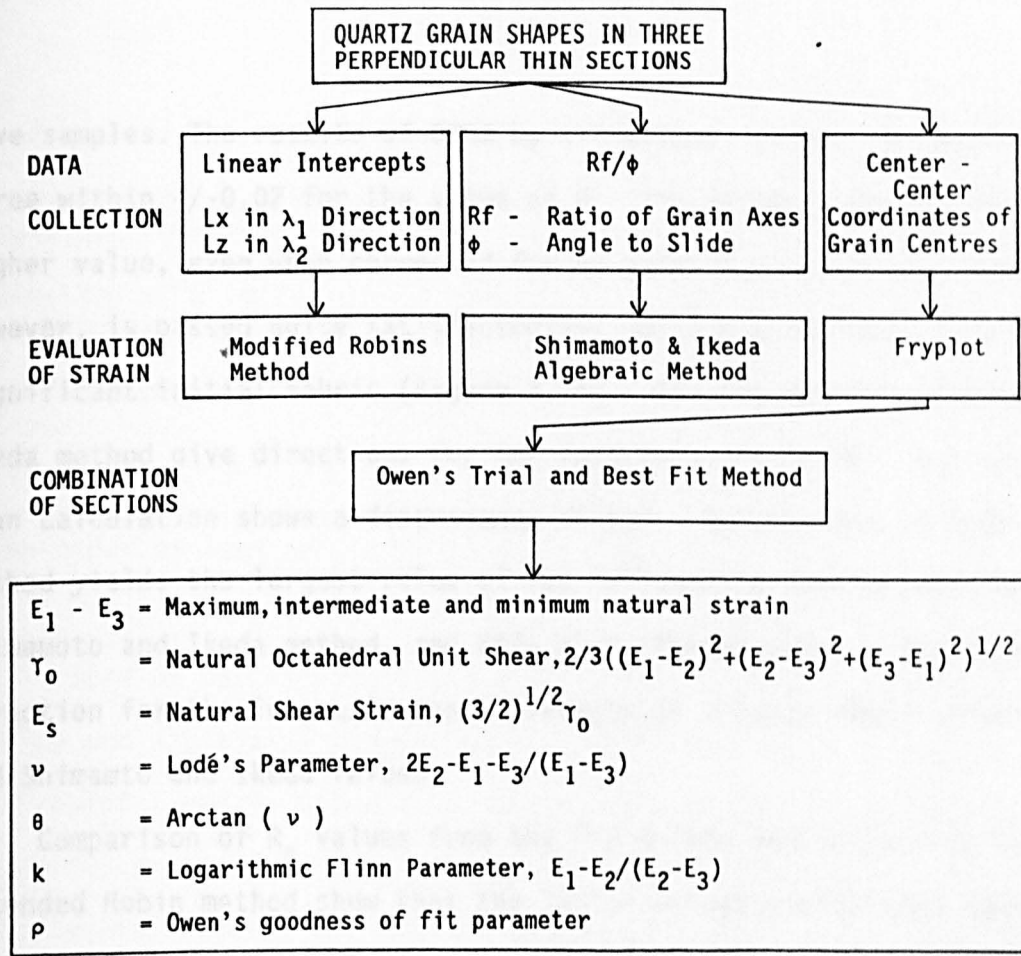 QUARTZ GRAIN SHAPES IN THREE
PERPENDICULAR THIN SECTIONS
DATA
COLLECTION
Linear Intercepts
Lx in λ1 Direction
Lz in λ2 Direction
Rf/ϕ
Rf - Ratio of Grain Axes
ϕ - Angle to Slide
Center -
Center
Coordinates of
Grain Centres
EVALUATION
OF STRAIN
Modified Robins
Method
Shimamoto & Ikeda
Algebraic Method
Fryplot
COMBINATION
OF SECTIONS
Owen's Trial and Best Fit Method
E1 - E3 = Maximum,intermediate and minimum natural strain
ϒo = Natural Octahedral Unit Shear,2/3((E1-E2)²+(E2-E3)²+(E3-E1)²)1/2
Es = Natural Shear Strain, (3/2)1/2ϒo
ν = Lodé's Parameter, 2E2-E1-E3/(E1-E3)
θ = Arctan ( ν )
k = Logarithmic Flinn Parameter, E1-E2/(E2-E3)
ρ = Owen's goodness of fit parameter